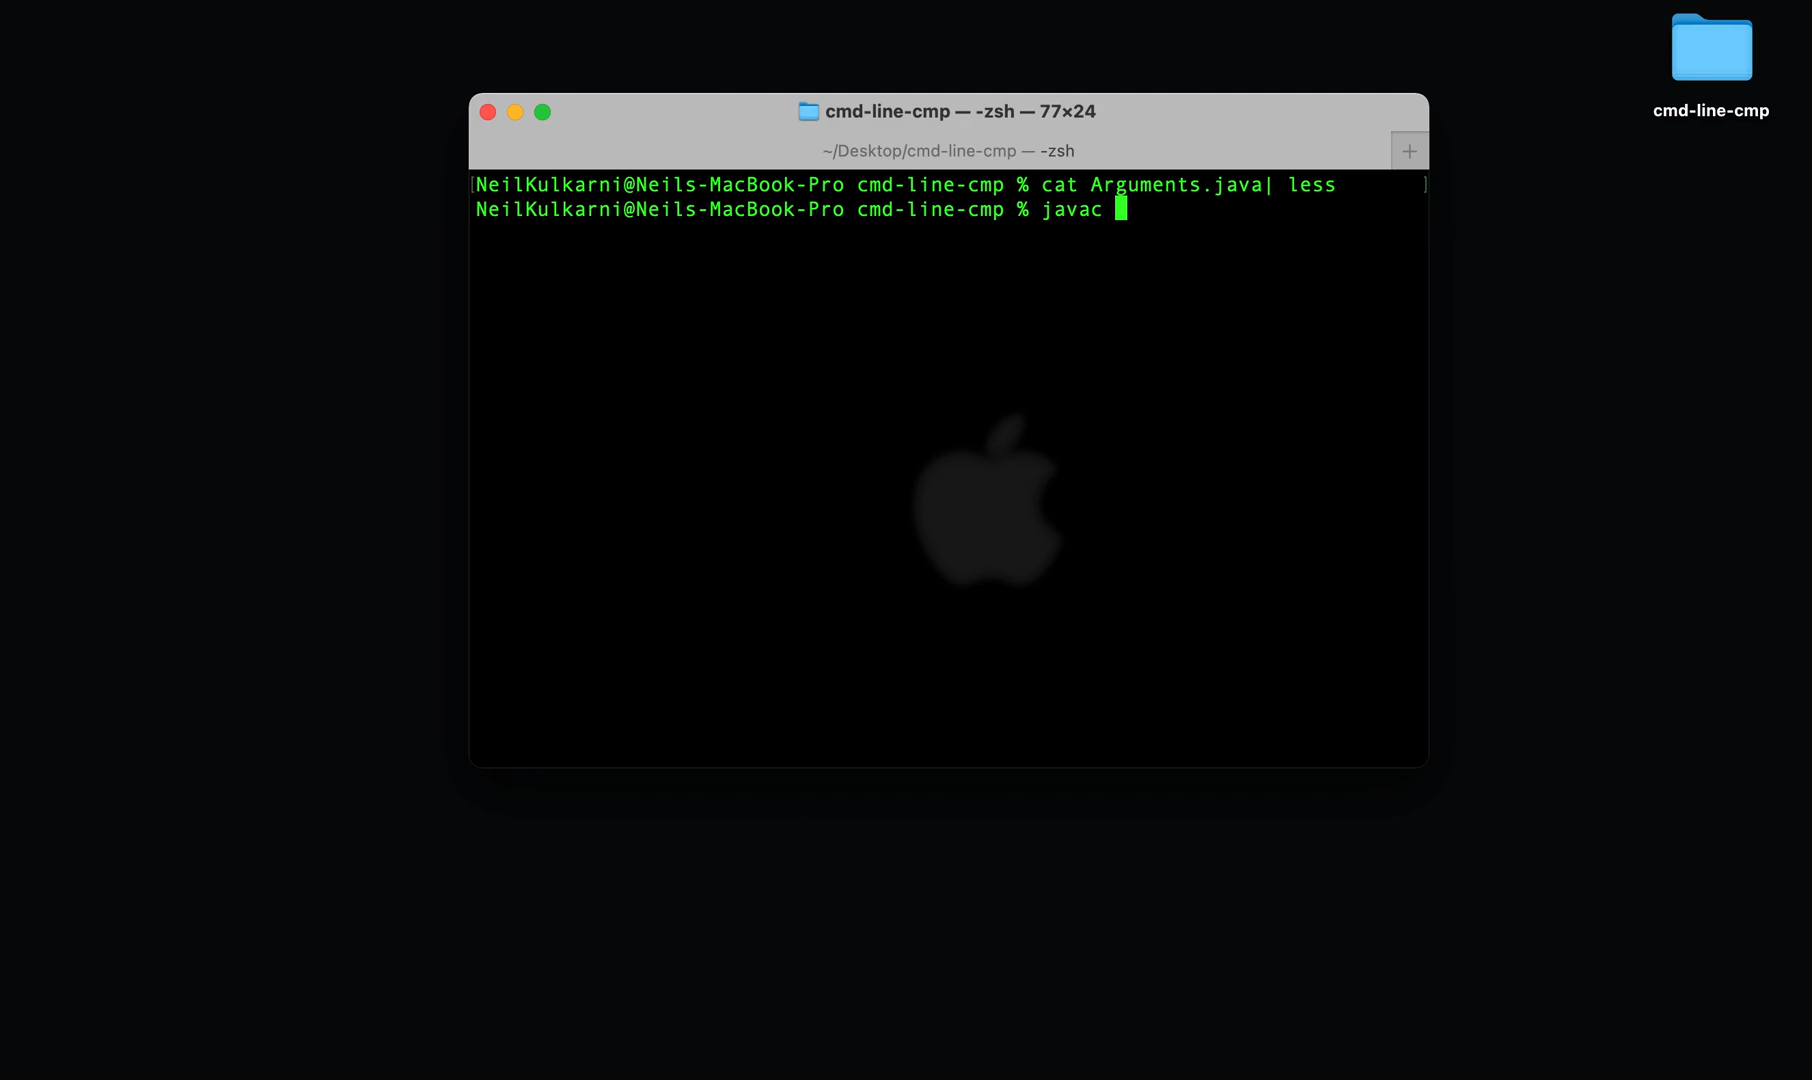 cmd-line-cmp
cmd-line-cmp — -zsh — 77×24
~/Desktop/cmd-line-cmp — -zsh
[NeilKulkarni@Neils-MacBook-Pro cmd-line-cmp % cat Arguments.java| less ]
NeilKulkarni@Neils-MacBook-Pro cmd-line-cmp % javac